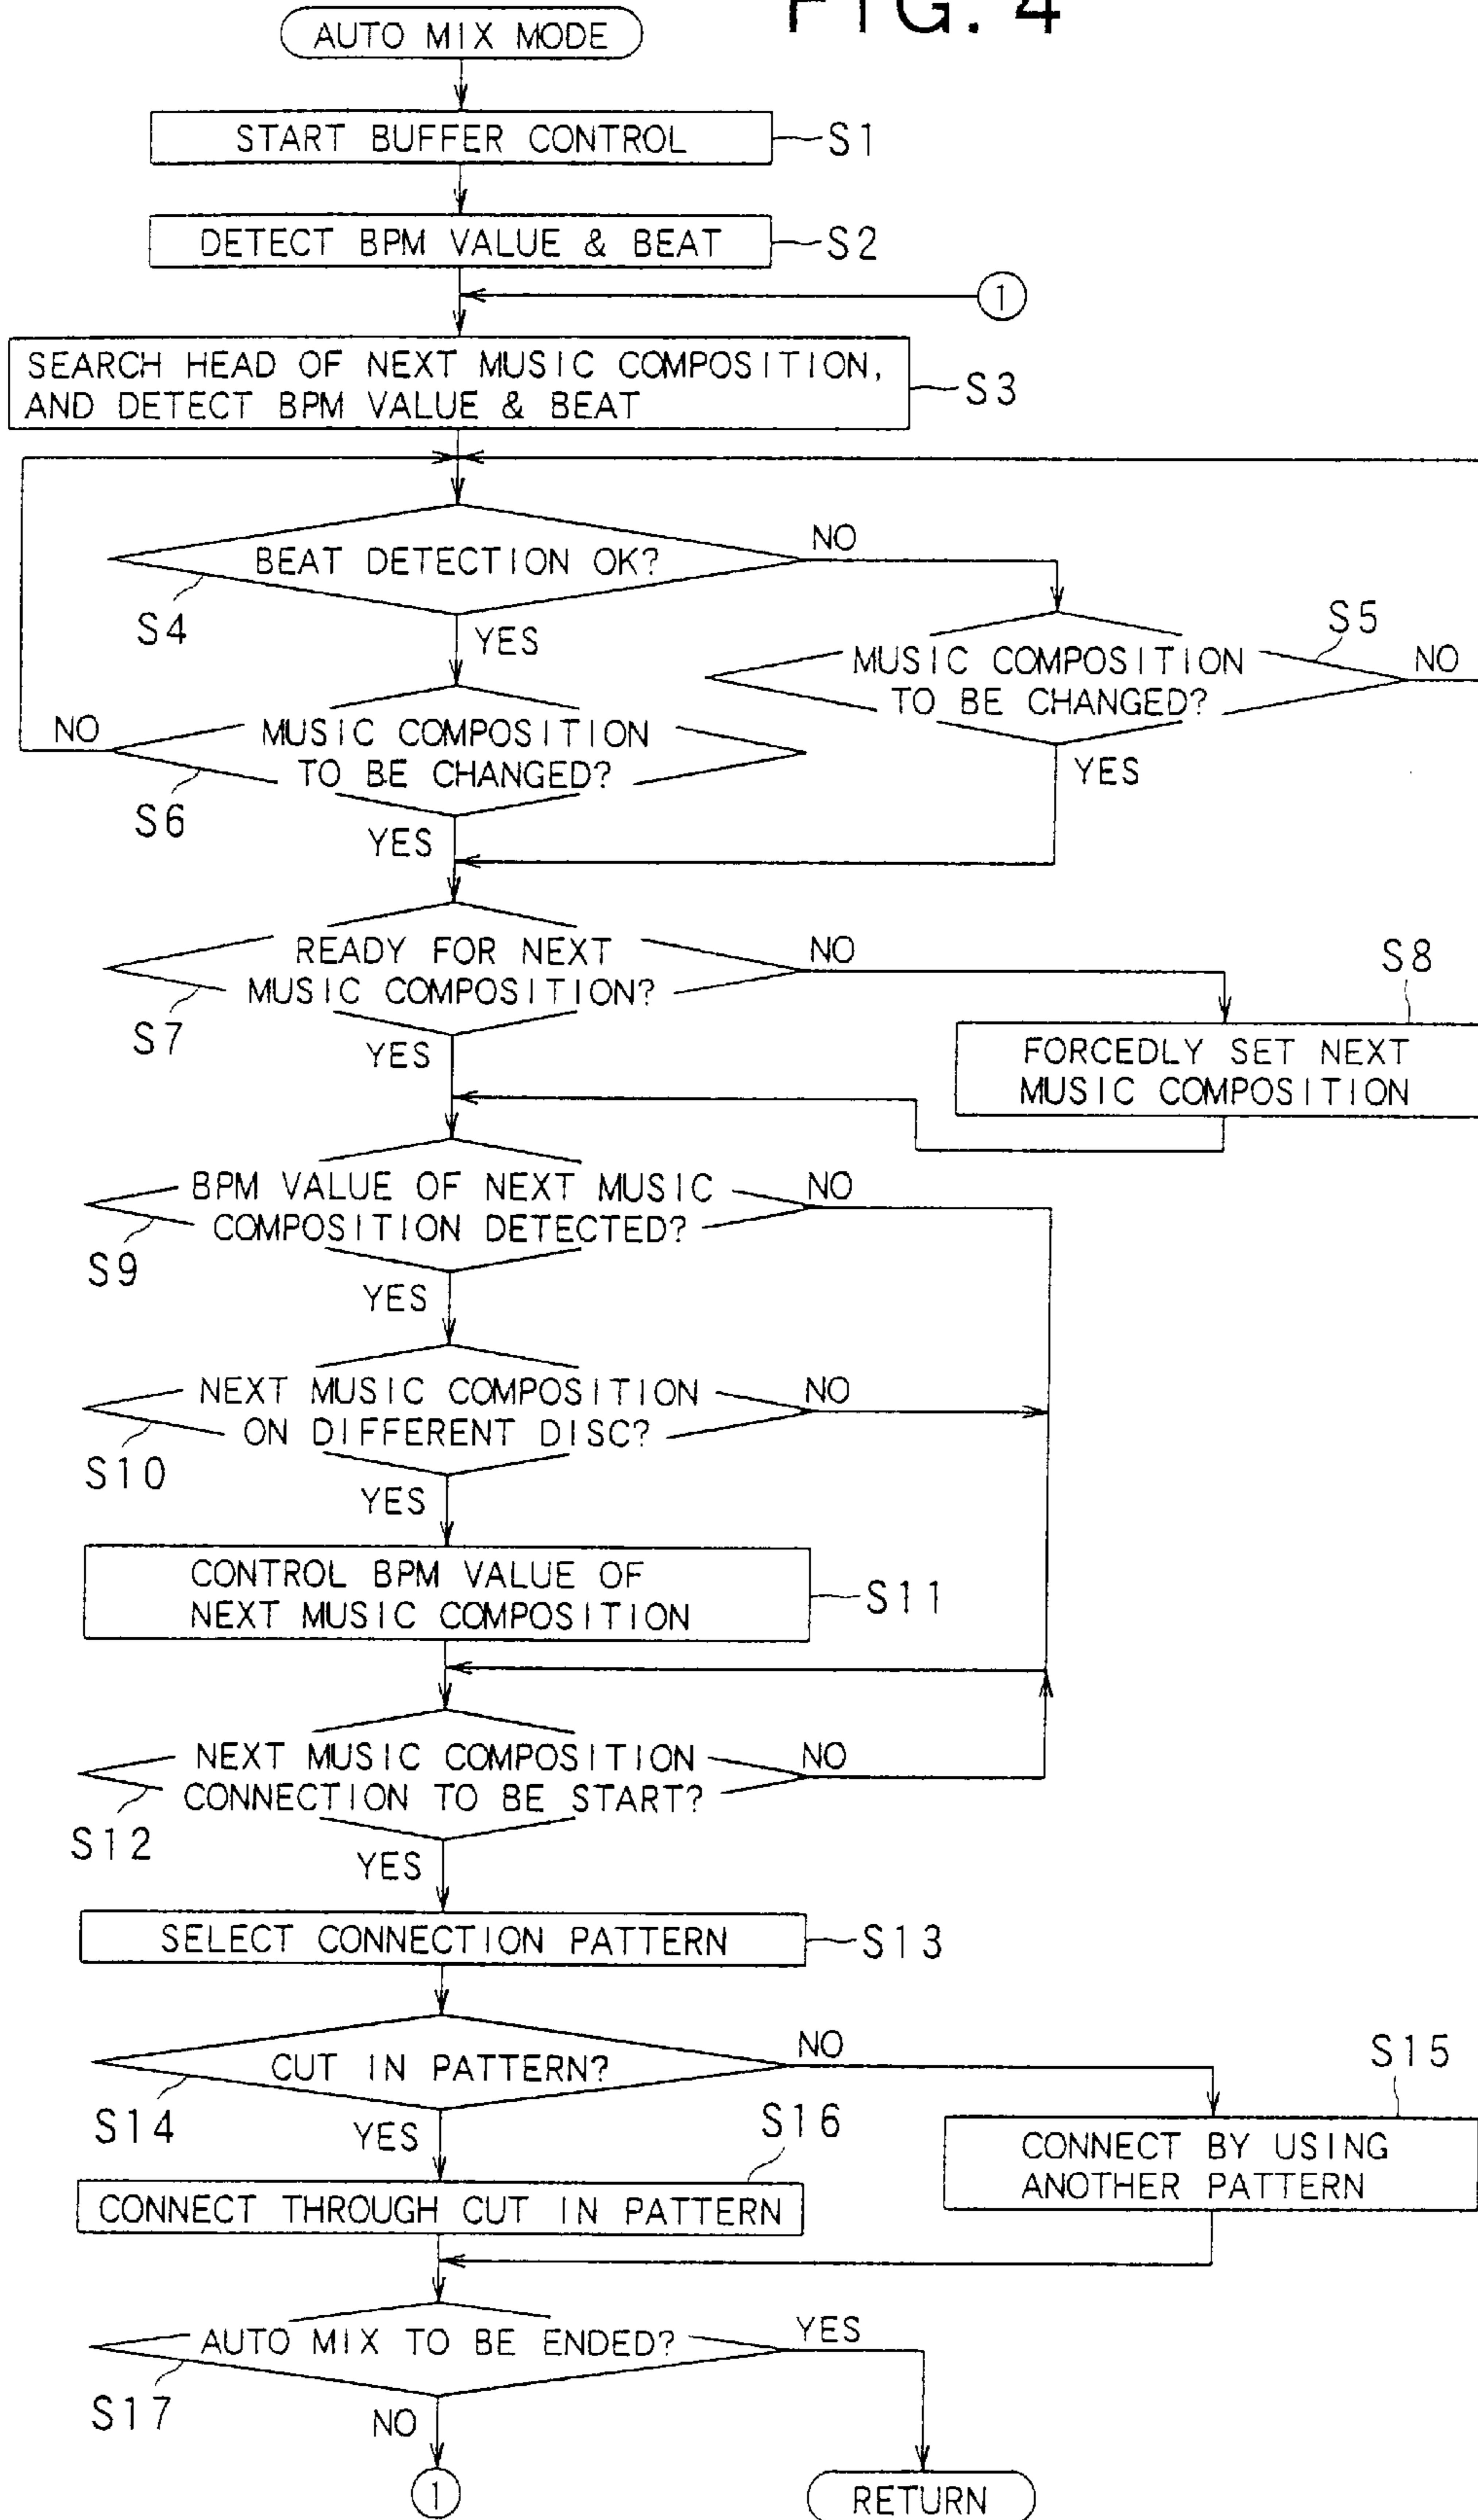 FIG. 4
AUTO MIX MODE
START BUFFER CONTROL
S1
DETECT BPM VALUE & BEAT
S2
1
SEARCH HEAD OF NEXT MUSIC COMPOSITION,
AND DETECT BPM VALUE & BEAT
S3
BEAT DETECTION OK?
NO
S4
YES
S5
MUSIC COMPOSITION
TO BE CHANGED?
NO
YES
MUSIC COMPOSITION
TO BE CHANGED?
NO
S6
YES
READY FOR NEXT
MUSIC COMPOSITION?
NO
S7
YES
S8
FORCEDLY SET NEXT
MUSIC COMPOSITION
BPM VALUE OF NEXT MUSIC
COMPOSITION DETECTED?
NO
S9
YES
NEXT MUSIC COMPOSITION
ON DIFFERENT DISC?
NO
S10
YES
CONTROL BPM VALUE OF
NEXT MUSIC COMPOSITION
S11
NEXT MUSIC COMPOSITION
CONNECTION TO BE START?
NO
S12
YES
SELECT CONNECTION PATTERN
S13
CUT IN PATTERN?
NO
S14
YES
S15
CONNECT BY USING
ANOTHER PATTERN
S16
CONNECT THROUGH CUT IN PATTERN
AUTO MIX TO BE ENDED?
YES
S17
NO
1
RETURN